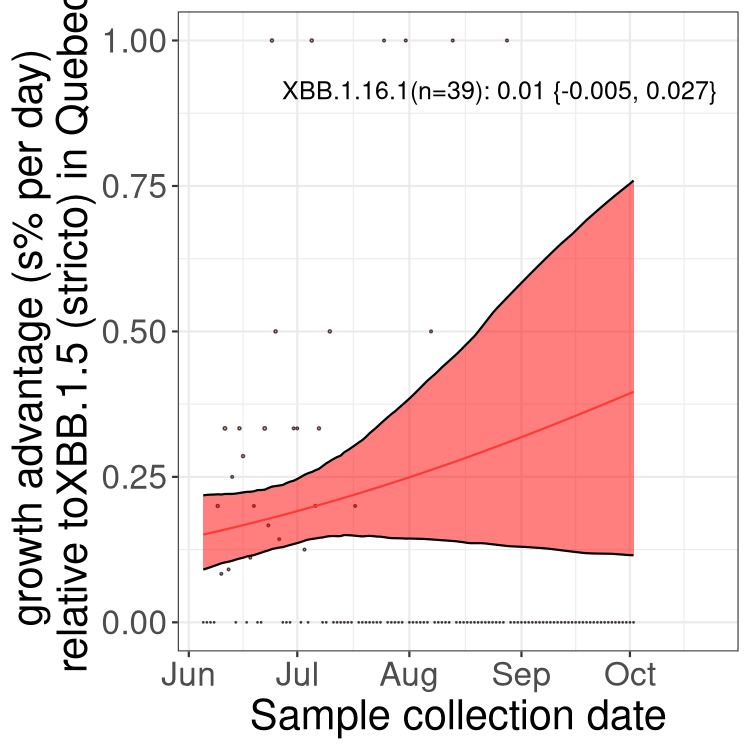 growth advantage (s% per day)
relative toXBB.1.5 (stricto) in Quebec
1.00
0.75
0.50
0.25
0.00
XBB.1.16.1(n=39): 0.01 {-0.005, 0.027}
Jun Jul Aug Sep Oct
Sample collection date